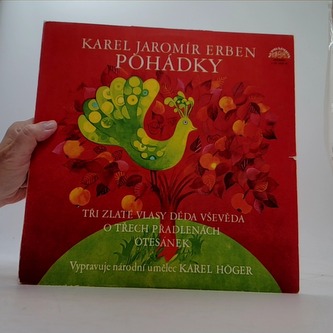 KAREL JAROMÍR ERBEN
POHÁDKY
TŘI ZLATÉ VLASY DĚDA VŠEVĚDA
O TŘECH PŘADLENÁCH
OTESÁNEK
Vypravuje národní umělec KAREL HÖGER